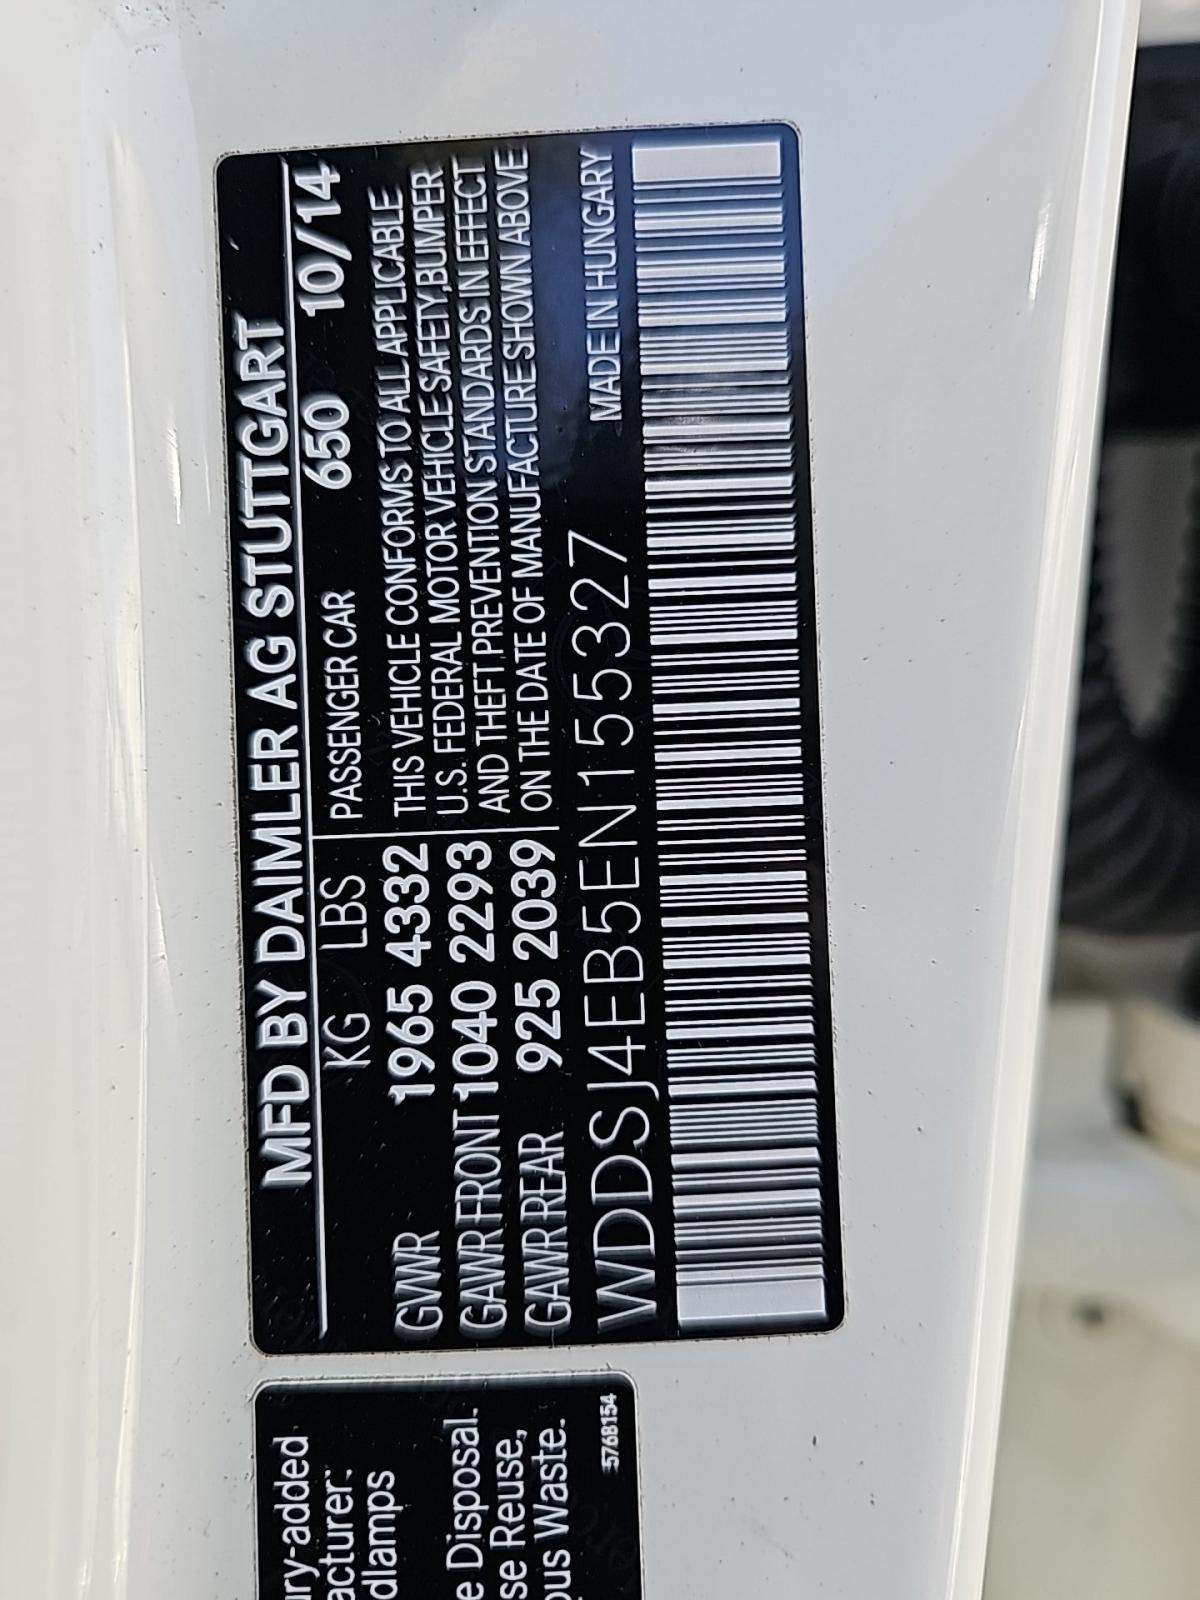 MFD BY DAIMLER AG STUTTGART
KG LBS PASSENGER CAR 650 10/14
GVWR 1965 4332 THIS VEHICLE CONFORMS TO ALL APPLICABLE
GAWR FRONT 1040 2293 U.S. FEDERAL MOTOR VEHICLE SAFETY, BUMPER
GAWR REAR 925 2039 AND THEFT PREVENTION STANDARDS IN EFFECT
ON THE DATE OF MANUFACTURE SHOWN ABOVE
WDDSJ4EB5EN155327 MADE IN HUNGARY
ury-added
acturer:
dlamps
e Disposal.
se Reuse,
ous Waste.
5768154